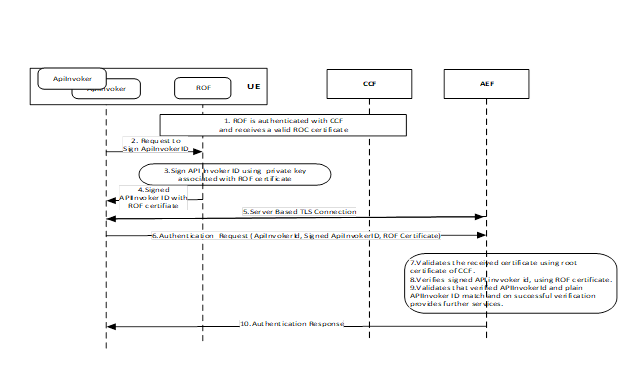 ApiInvoker
ApiInvoker
ROF
UE
CCF
AEF
1. ROF is authenticated with CCF
and receives a valid ROC certificate
2. Request to
Sign ApiInvokerID
3.Sign API Invoker ID using private key
associated with ROF certificate
4.Signed
APIInvoker ID with
ROF certifiate
5.Server Based TLS Connection
6.Authentication Request (ApiInvokerId, Signed ApiInvokerID, ROF Certificate)
7.Validates the received certificate using root
certificate of CCF.
8.Verifies signed API invvoker id, using ROF certificate.
9.Validates that verified APIInvokerId and plain
APIInvoker ID match and on successful verification
provides further services.
10.Authentication Response